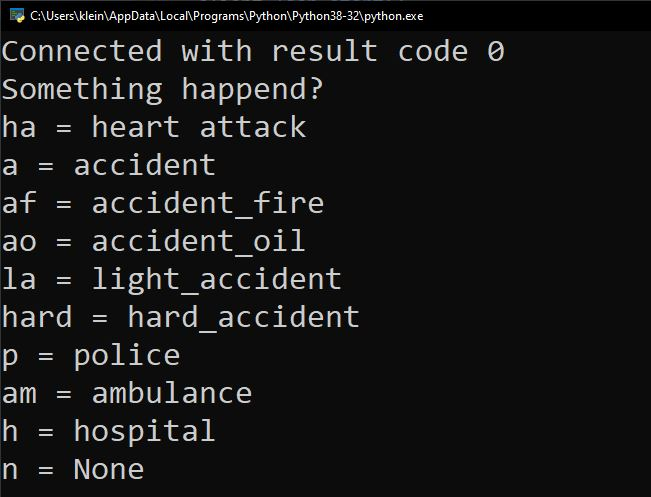 C:\Users\klein\AppData\Local\Programs\Python\Python38-32\python.exe
Connected with result code 0
Something happend?
ha = heart attack
a = accident
af = accident_fire
ao = accident_oil
la = light_accident
hard = hard_accident
p = police
am = ambulance
h = hospital
n = None